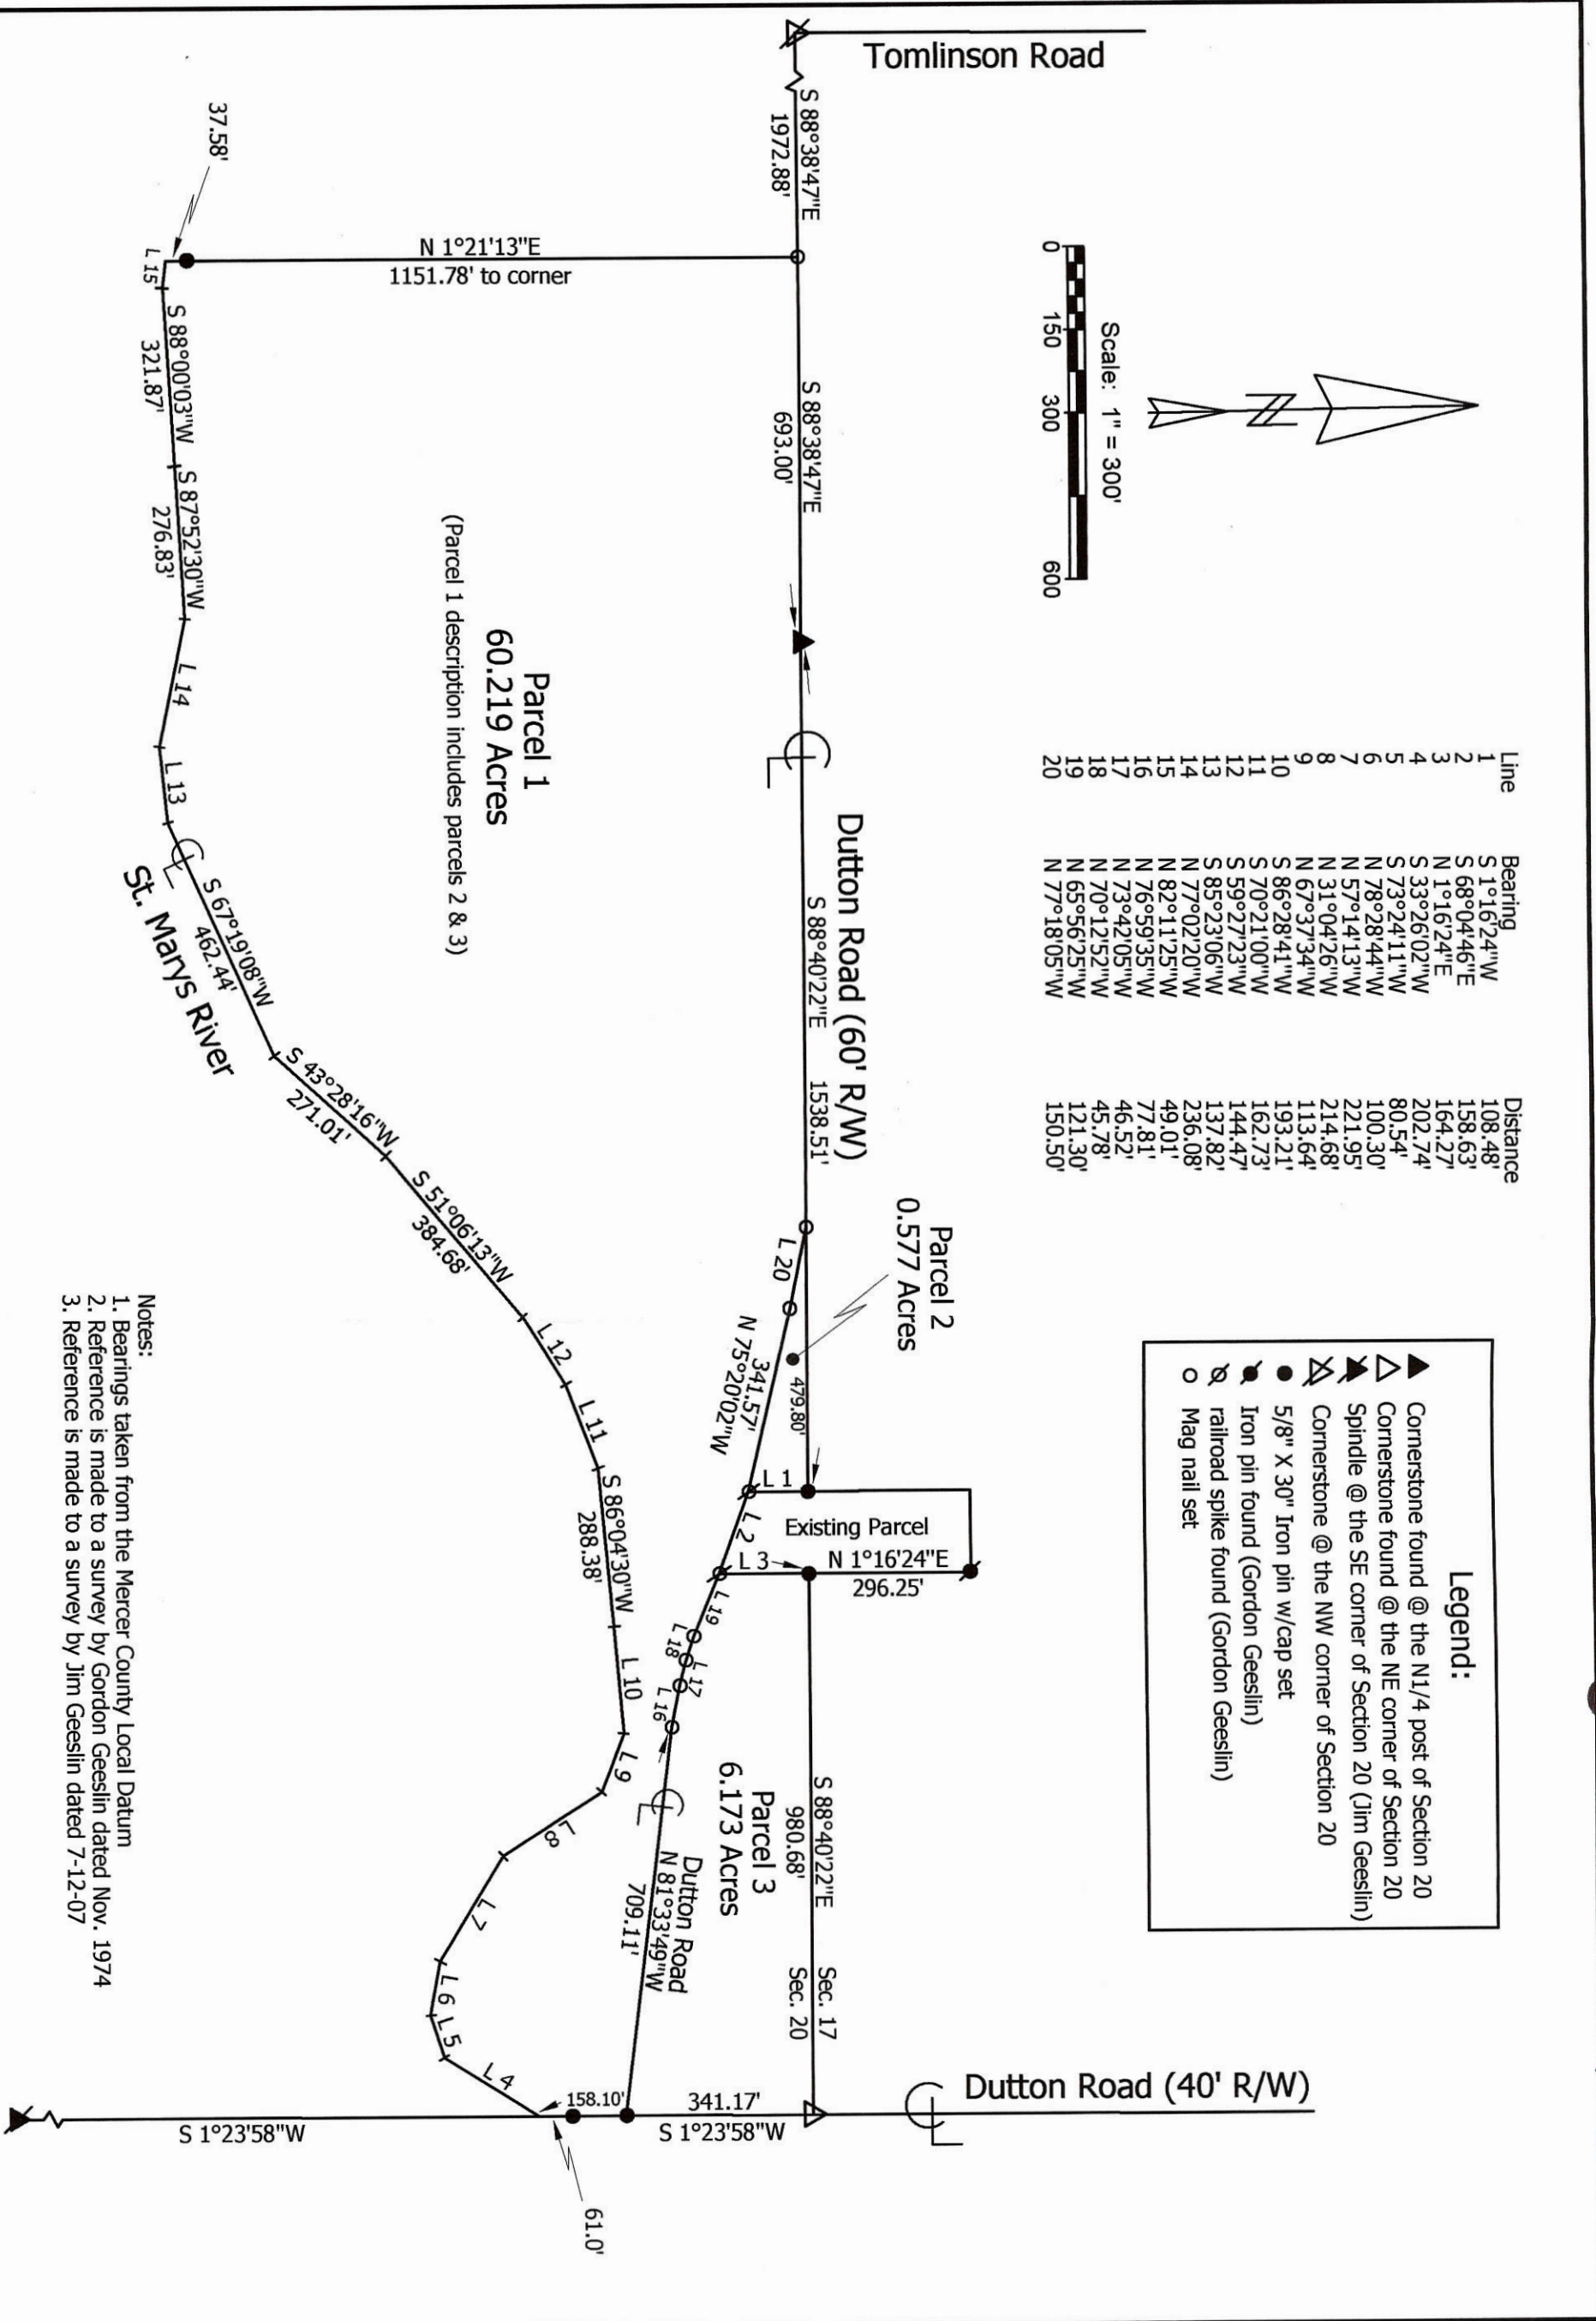 Tomlinson Road
S 88°38'47"E
1972.88'
37.58'
N 1°21'13"E
1151.78' to corner
0 150 300 600
Scale: 1" = 300'
N
S 88°38'47"E
693.00'
Line Bearing Distance
1 S 1°16'24"W 108.48'
2 S 68°04'46"E 158.63'
3 N 1°16'24"E 164.27'
4 S 33°26'02"W 202.74'
5 S 73°24'11"W 80.54'
6 N 78°28'44"W 100.30'
7 N 57°14'13"W 221.95'
8 N 31°04'26"W 214.68'
9 N 67°37'34"W 113.64'
10 S 86°28'41"W 193.21'
11 S 70°21'00"W 162.73'
12 S 59°27'23"W 144.47'
13 S 85°23'06"W 137.82'
14 N 77°02'20"W 236.08'
15 N 82°11'25"W 49.01'
16 N 76°59'35"W 77.81'
17 N 73°42'05"W 46.52'
18 N 70°12'52"W 45.78'
19 N 65°56'25"W 121.30'
20 N 77°18'05"W 150.50'
Legend:
Cornerstone found @ the N1/4 post of Section 20
Cornerstone found @ the NE corner of Section 20
Spindle @ the SE corner of Section 20 (Jim Geeslin)
Cornerstone @ the NW corner of Section 20
5/8" X 30" Iron pin w/cap set
Iron pin found (Gordon Geeslin)
railroad spike found (Gordon Geeslin)
Mag nail set
Dutton Road (60' R/W)
S 88°40'22"E 1538.51'
Parcel 2
0.577 Acres
L 20
479.80'
341.57'
N 75°20'02"W
L 1
L 2
Existing Parcel
L 3
N 1°16'24"E
296.25'
L 19
L 18
L 17
L 16
S 88°40'22"E
980.68'
Sec. 17
Sec. 20
Parcel 3
6.173 Acres
Dutton Road
N 81°33'49"W
709.11'
Dutton Road (40' R/W)
341.17'
S 1°23'58"W
158.10'
61.0'
S 1°23'58"W
Parcel 1
60.219 Acres
(Parcel 1 description includes parcels 2 & 3)
L 15
S 88°00'03"W
321.87'
S 87°52'30"W
276.83'
L 14
L 13
S 67°19'08"W
462.44'
St. Marys River
S 43°28'16"W
271.01'
S 51°06'13"W
384.68'
L 12
L 11
S 86°04'30"W
288.38'
L 10
L 9
L 8
L 7
L 6
L 5
L 4
Notes:
1. Bearings taken from the Mercer County Local Datum
2. Reference is made to a survey by Gordon Geeslin dated Nov. 1974
3. Reference is made to a survey by Jim Geeslin dated 7-12-07